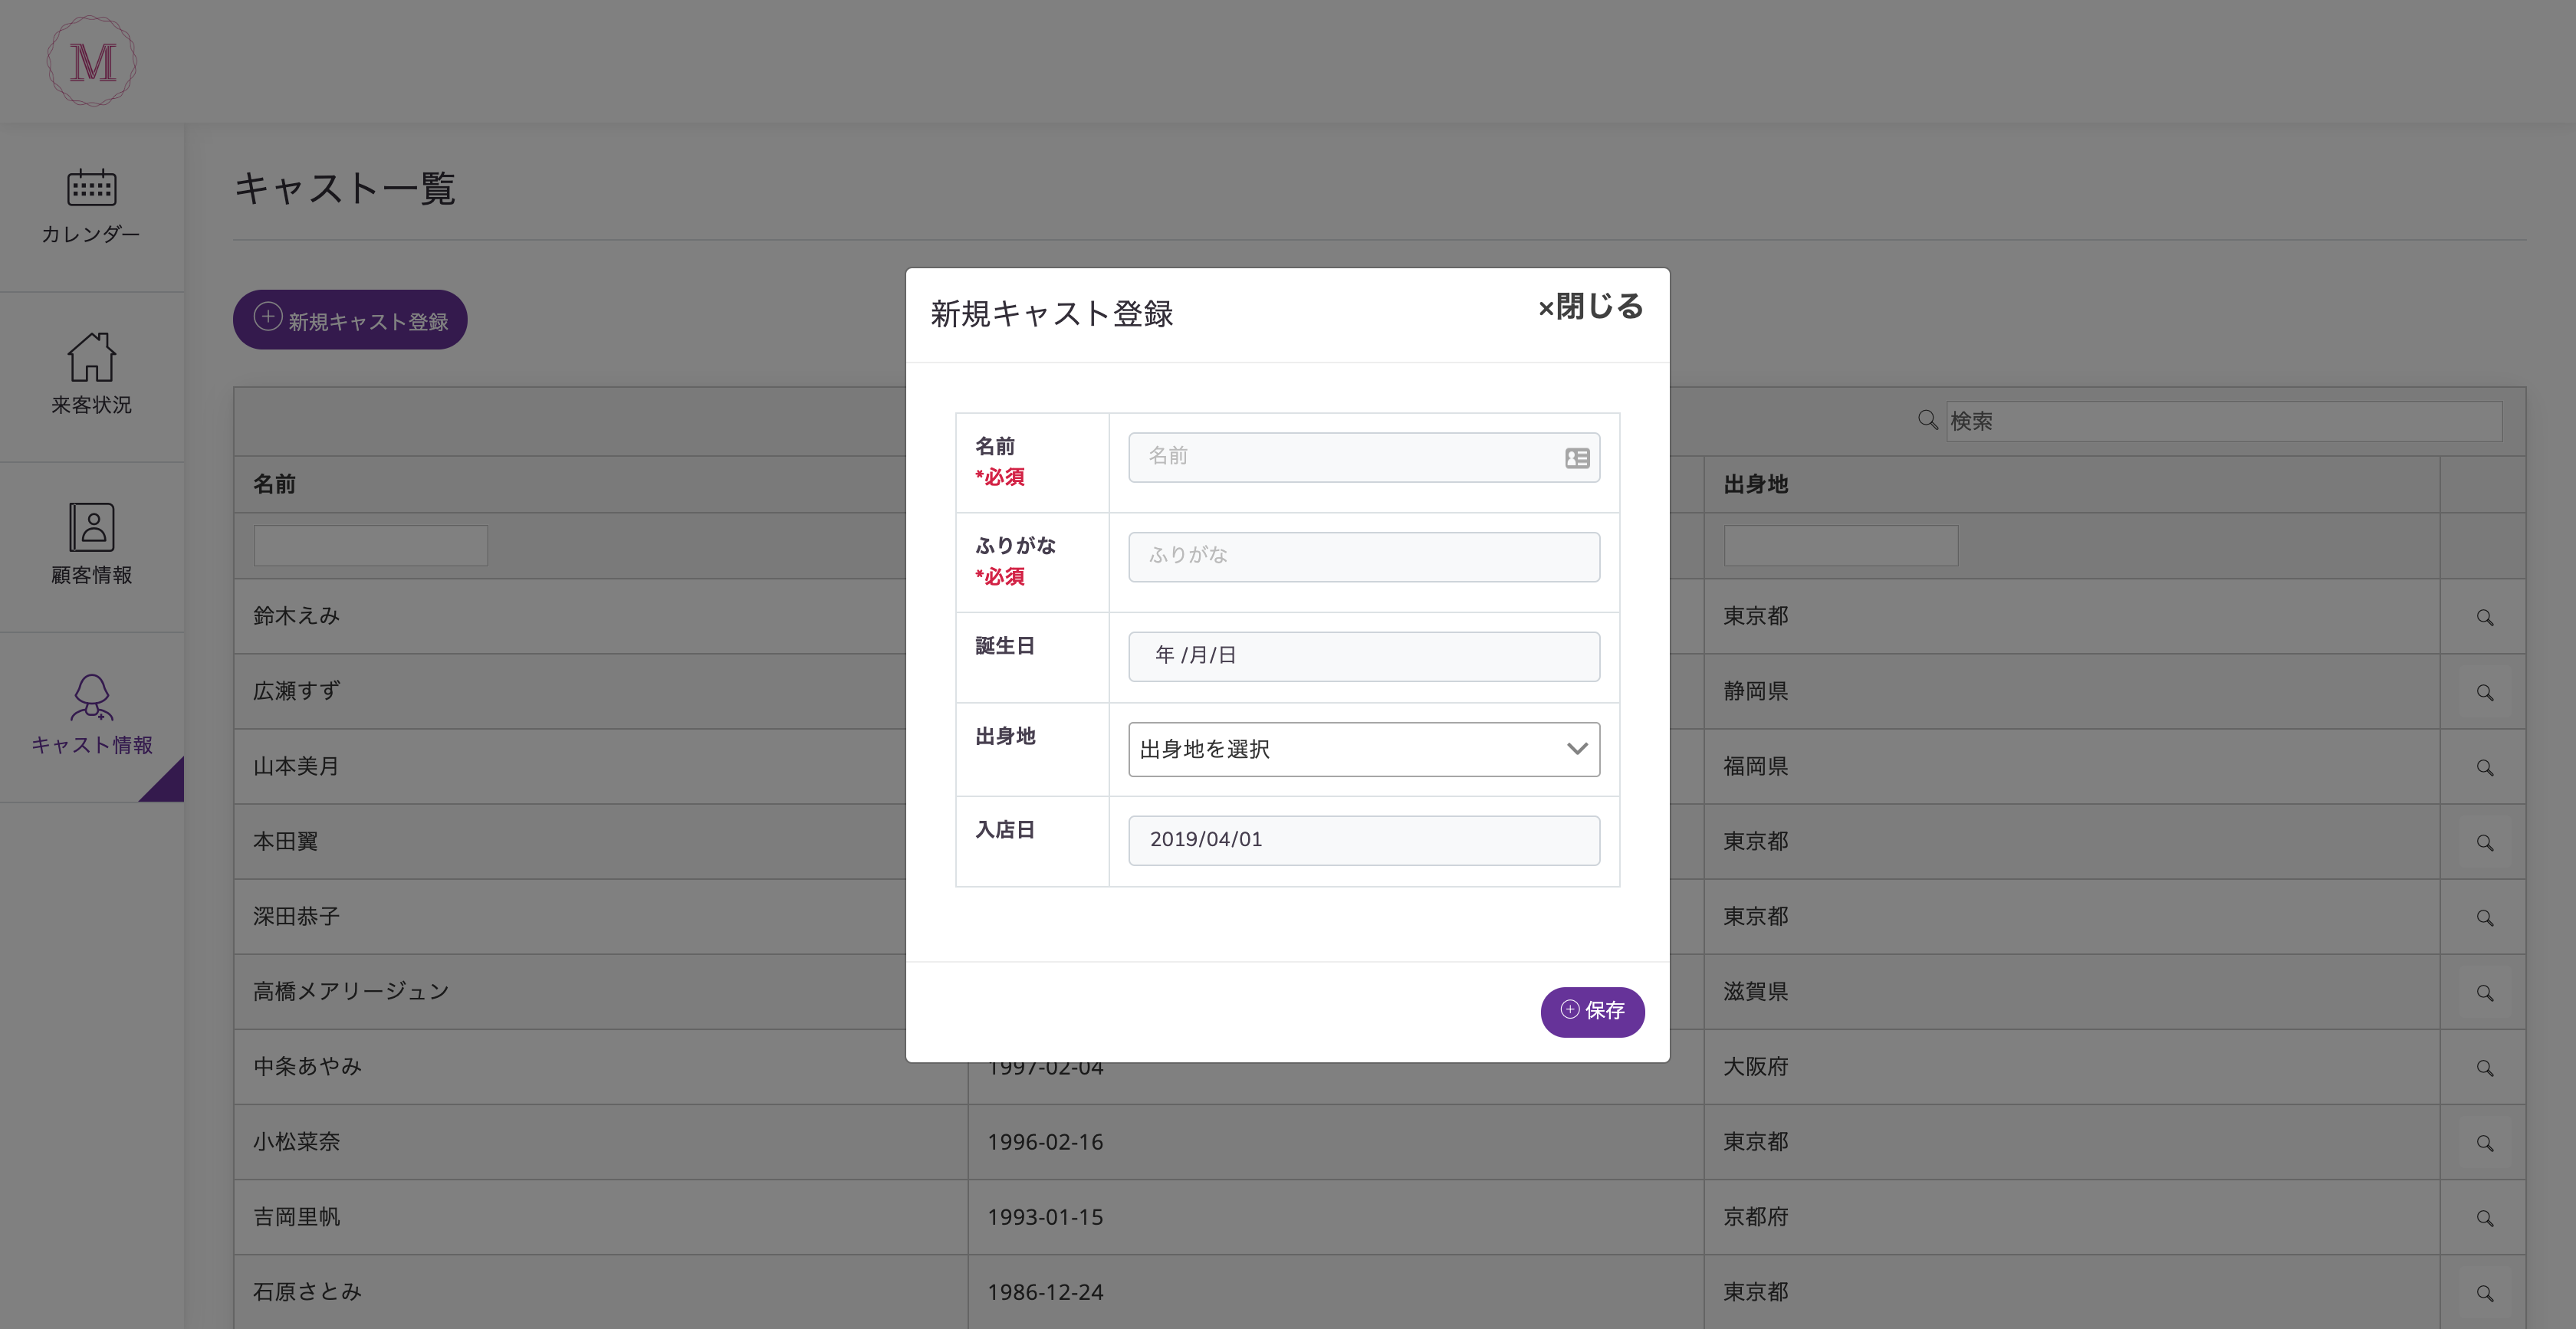 M
カレンダー
来客状況
顧客情報
キャスト情報
キャスト一覧
新規キャスト登録
検索
名前
出身地
鈴木えみ
東京都
広瀬すず
静岡県
山本美月
福岡県
本田翼
東京都
深田恭子
東京都
高橋メアリージュン
滋賀県
中条あやみ
1997-02-04
大阪府
小松菜奈
1996-02-16
東京都
吉岡里帆
1993-01-15
京都府
石原さとみ
1986-12-24
東京都
新規キャスト登録
×閉じる
名前
*必須
名前
ふりがな
*必須
ふりがな
誕生日
年 /月/日
出身地
出身地を選択
入店日
2019/04/01
保存